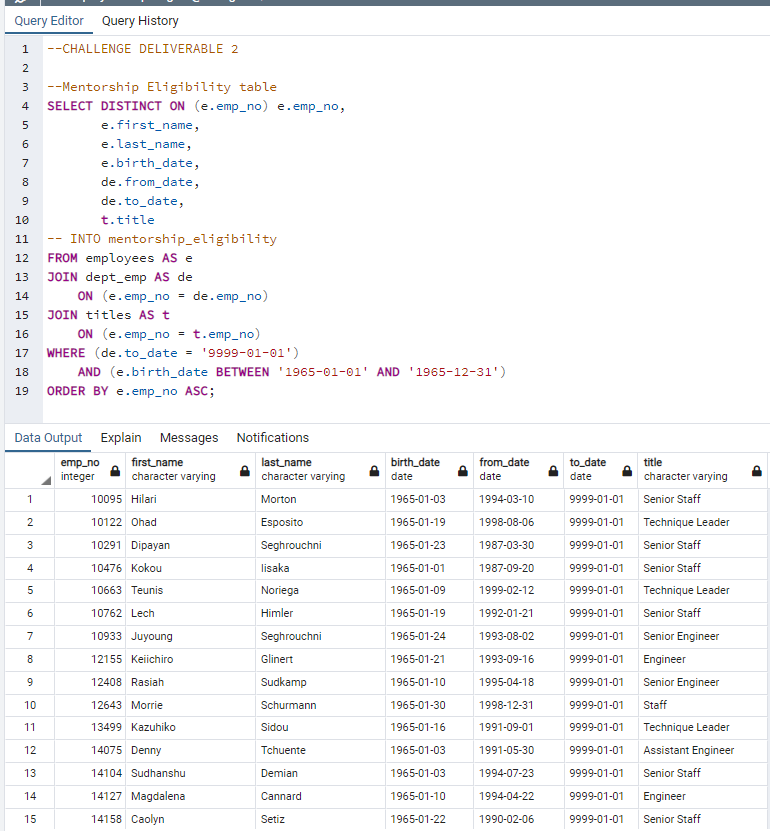 Query Editor Query History
1 --CHALLENGE DELIVERABLE 2
2
3 --Mentorship Eligibility table
4 SELECT DISTINCT ON (e.emp_no) e.emp_no,
5 e.first_name,
6 e.last_name,
7 e.birth_date,
8 de.from_date,
9 de.to_date,
10 t.title
11 -- INTO mentorship_eligibility
12 FROM employees AS e
13 JOIN dept_emp AS de
14 ON (e.emp_no = de.emp_no)
15 JOIN titles AS t
16 ON (e.emp_no = t.emp_no)
17 WHERE (de.to_date = '9999-01-01')
18 AND (e.birth_date BETWEEN '1965-01-01' AND '1965-12-31')
19 ORDER BY e.emp_no ASC;
Data Output Explain Messages Notifications
emp_no first_name last_name birth_date from_date to_date title
integer character varying character varying date date date character varying
1 10095 Hilari Morton 1965-01-03 1994-03-10 9999-01-01 Senior Staff
2 10122 Ohad Esposito 1965-01-19 1998-08-06 9999-01-01 Technique Leader
3 10291 Dipayan Seghrouchni 1965-01-23 1987-03-30 9999-01-01 Senior Staff
4 10476 Kokou Iisaka 1965-01-01 1987-09-20 9999-01-01 Senior Staff
5 10663 Teunis Noriega 1965-01-09 1999-02-12 9999-01-01 Technique Leader
6 10762 Lech Himler 1965-01-19 1992-01-21 9999-01-01 Senior Staff
7 10933 Juyoung Seghrouchni 1965-01-24 1993-08-02 9999-01-01 Senior Engineer
8 12155 Keiichiro Glinert 1965-01-21 1993-09-16 9999-01-01 Engineer
9 12408 Rasiah Sudkamp 1965-01-10 1995-04-18 9999-01-01 Senior Engineer
10 12643 Morrie Schurmann 1965-01-30 1998-12-31 9999-01-01 Staff
11 13499 Kazuhiko Sidou 1965-01-16 1991-09-01 9999-01-01 Technique Leader
12 14075 Denny Tchuente 1965-01-03 1991-05-30 9999-01-01 Assistant Engineer
13 14104 Sudhanshu Demian 1965-01-03 1994-07-23 9999-01-01 Senior Staff
14 14127 Magdalena Cannard 1965-01-10 1994-04-22 9999-01-01 Engineer
15 14158 Caolyn Setiz 1965-01-22 1990-02-06 9999-01-01 Senior Staff